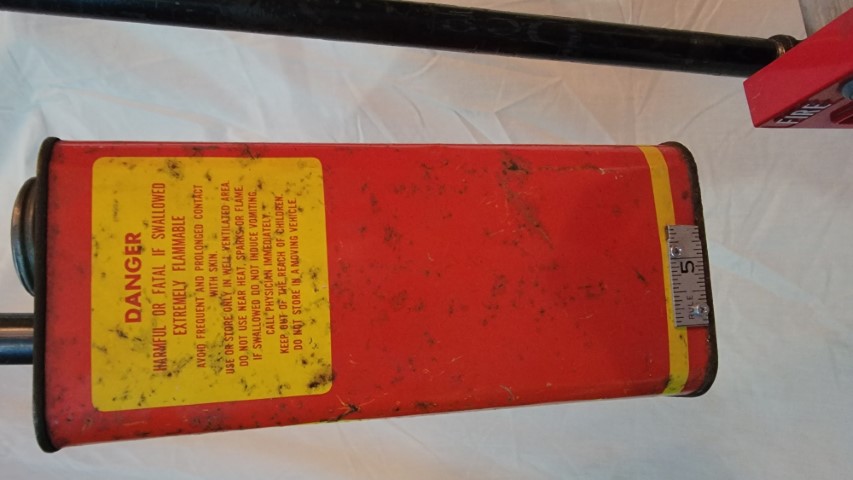 DANGER
HARMFUL OR FATAL IF SWALLOWED
EXTREMELY FLAMMABLE
AVOID FREQUENT AND PROLONGED CONTACT
WITH SKIN.
USE OR STORE ONLY IN WELL VENTILATED AREA.
DO NOT USE NEAR HEAT, SPARKS OR FLAME.
IF SWALLOWED DO NOT INDUCE VOMITING.
CALL PHYSICIAN IMMEDIATELY.
KEEP OUT OF THE REACH OF CHILDREN.
DO NOT STORE IN A MOVING VEHICLE.
RULE 5
FIRE